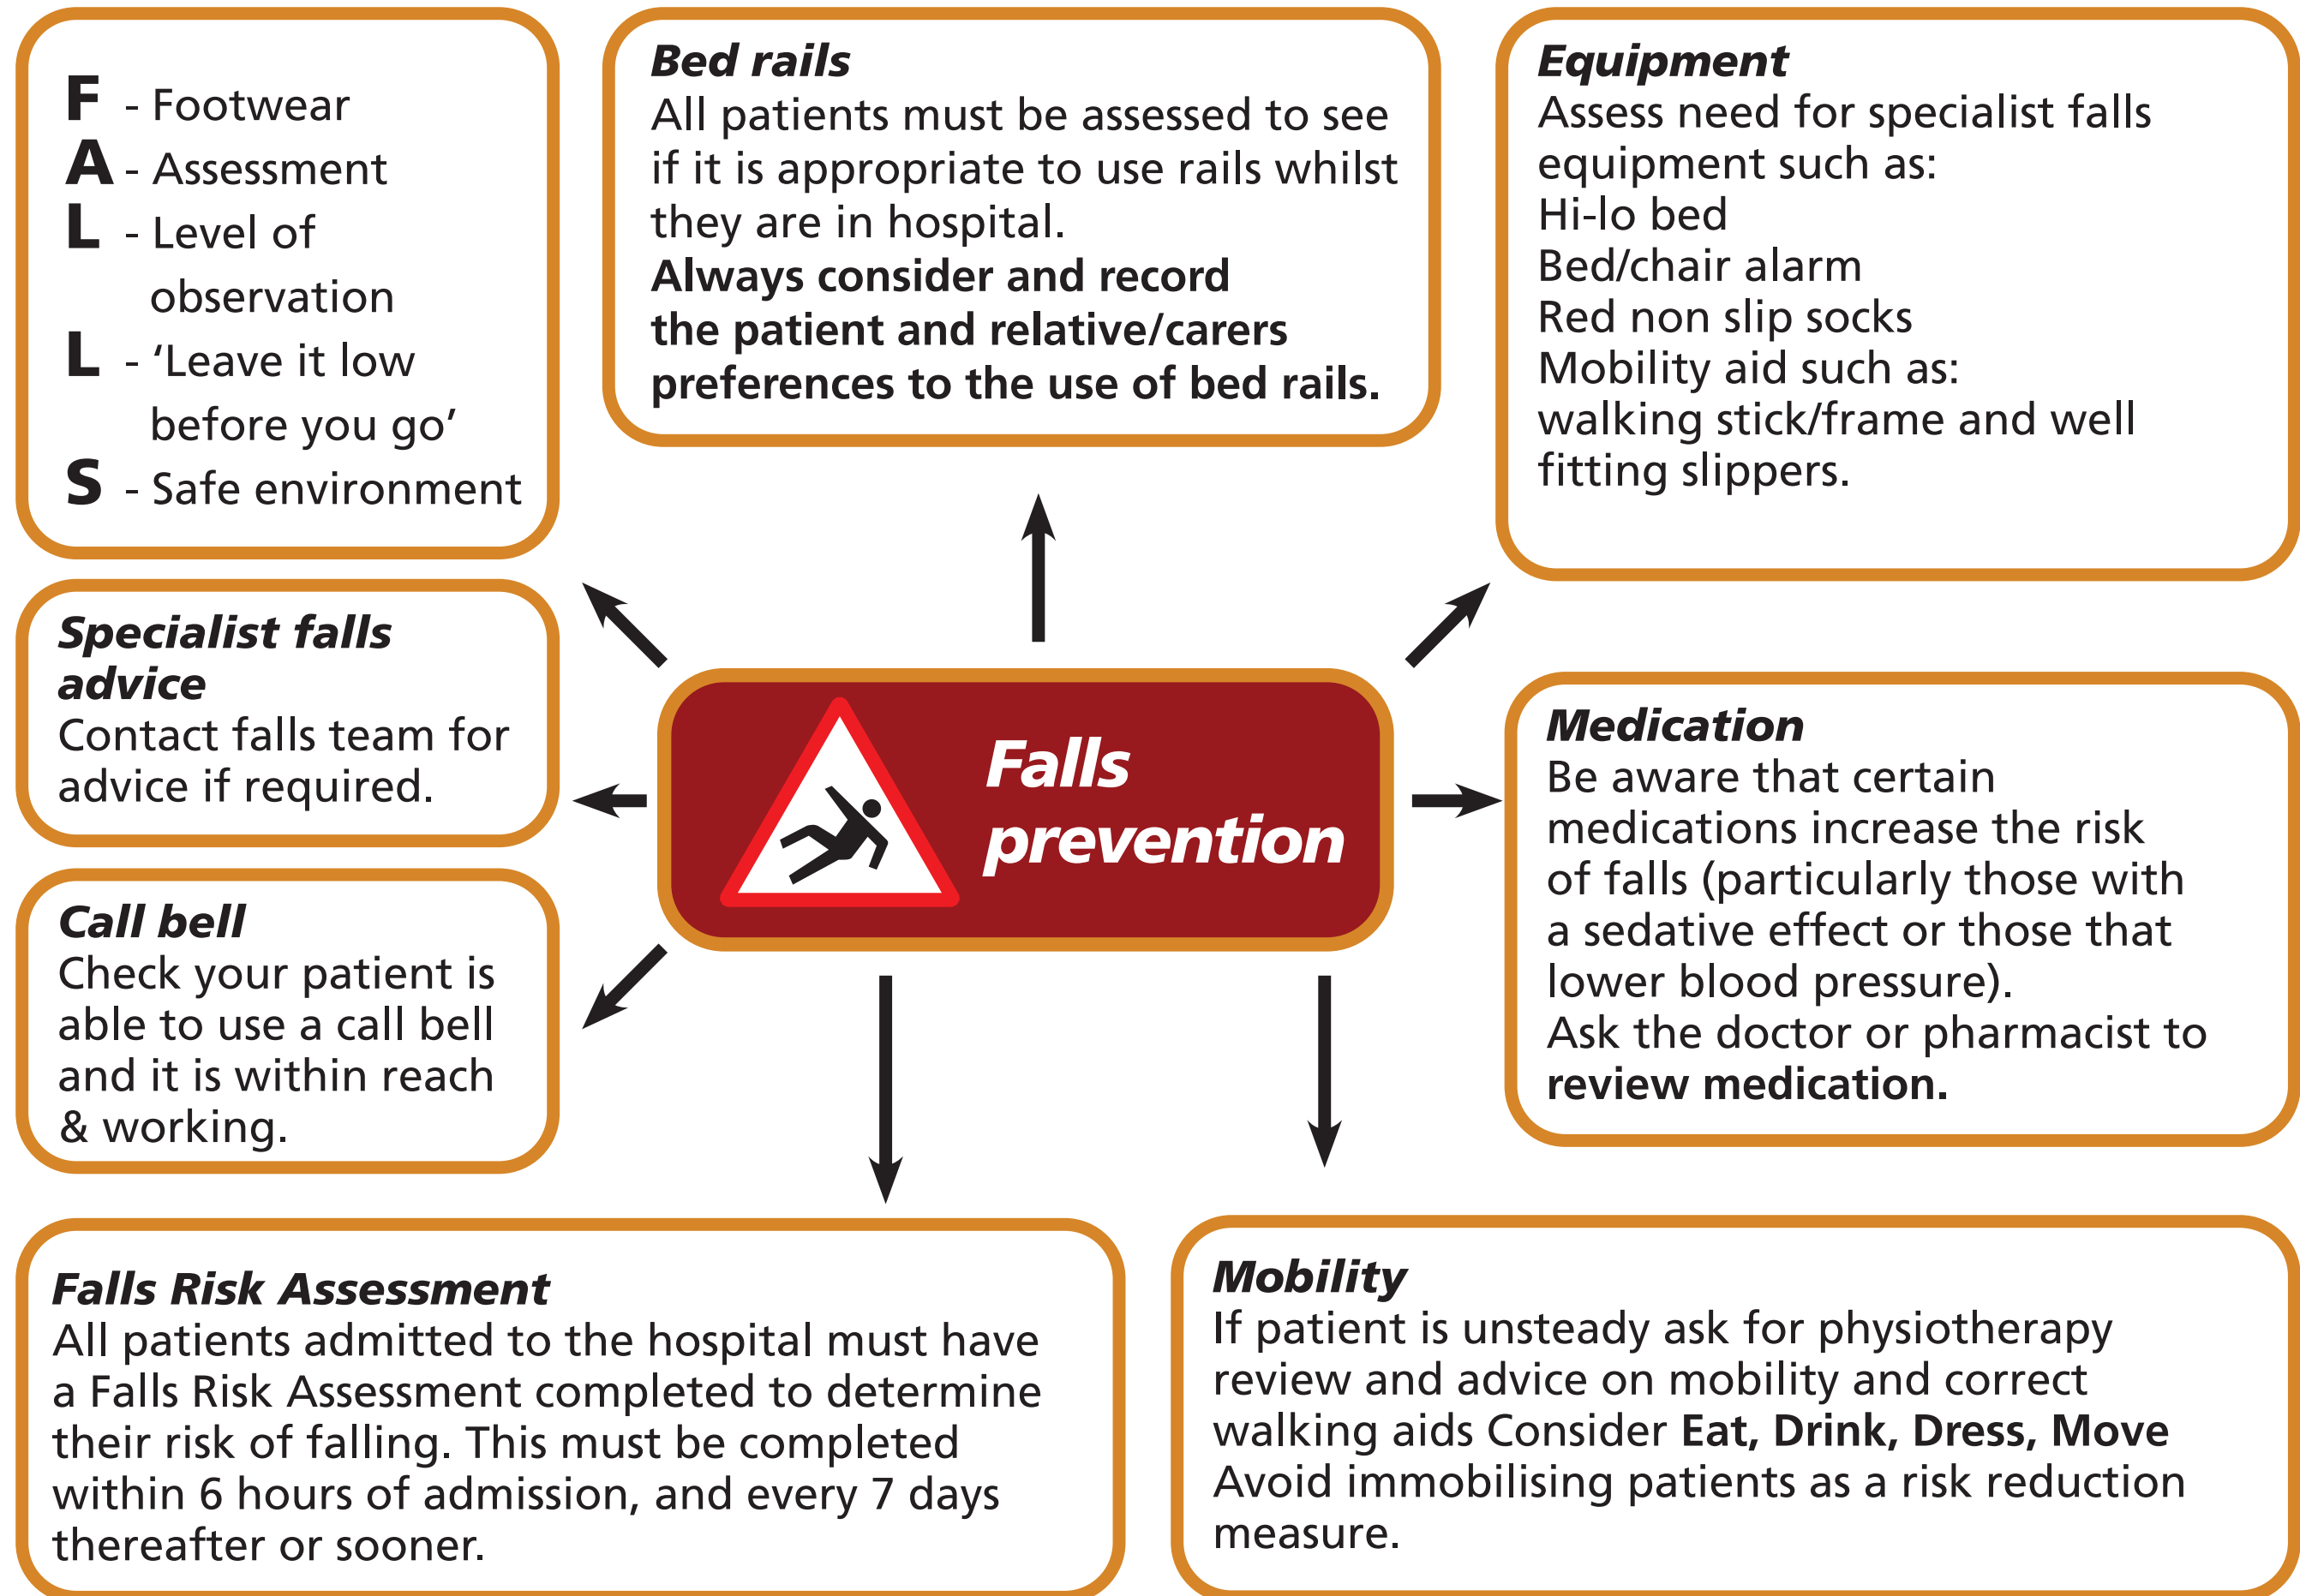 F - Footwear
A - Assessment
L - Level of
observation
L - ‘Leave it low
before you go’
S - Safe environment
Bed rails
All patients must be assessed to see
if it is appropriate to use rails whilst
they are in hospital.
Always consider and record
the patient and relative/carers
preferences to the use of bed rails.
Equipment
Assess need for specialist falls
equipment such as:
Hi-lo bed
Bed/chair alarm
Red non slip socks
Mobility aid such as:
walking stick/frame and well
fitting slippers.
Specialist falls
advice
Contact falls team for
advice if required.
Falls
prevention
Medication
Be aware that certain
medications increase the risk
of falls (particularly those with
a sedative effect or those that
lower blood pressure).
Ask the doctor or pharmacist to
review medication.
Call bell
Check your patient is
able to use a call bell
and it is within reach
& working.
Falls Risk Assessment
All patients admitted to the hospital must have
a Falls Risk Assessment completed to determine
their risk of falling. This must be completed
within 6 hours of admission, and every 7 days
thereafter or sooner.
Mobility
If patient is unsteady ask for physiotherapy
review and advice on mobility and correct
walking aids Consider Eat, Drink, Dress, Move
Avoid immobilising patients as a risk reduction
measure.